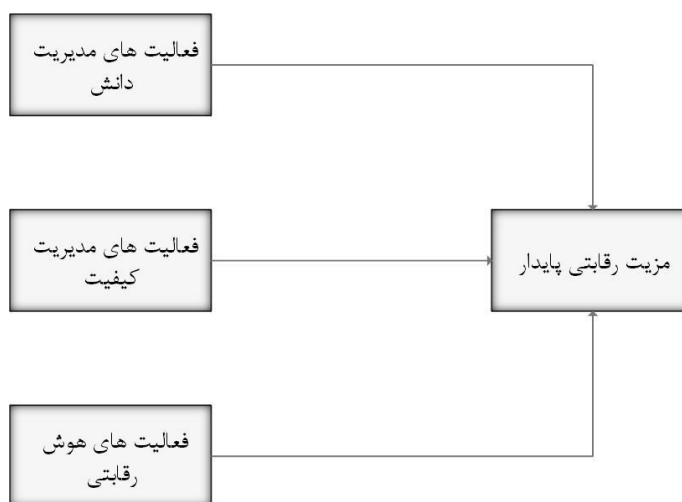 فعالیت های مدیریت
دانش
فعالیت های مدیریت
کیفیت
مزیت رقابتی پایدار
فعالیت های هوش
رقابتی